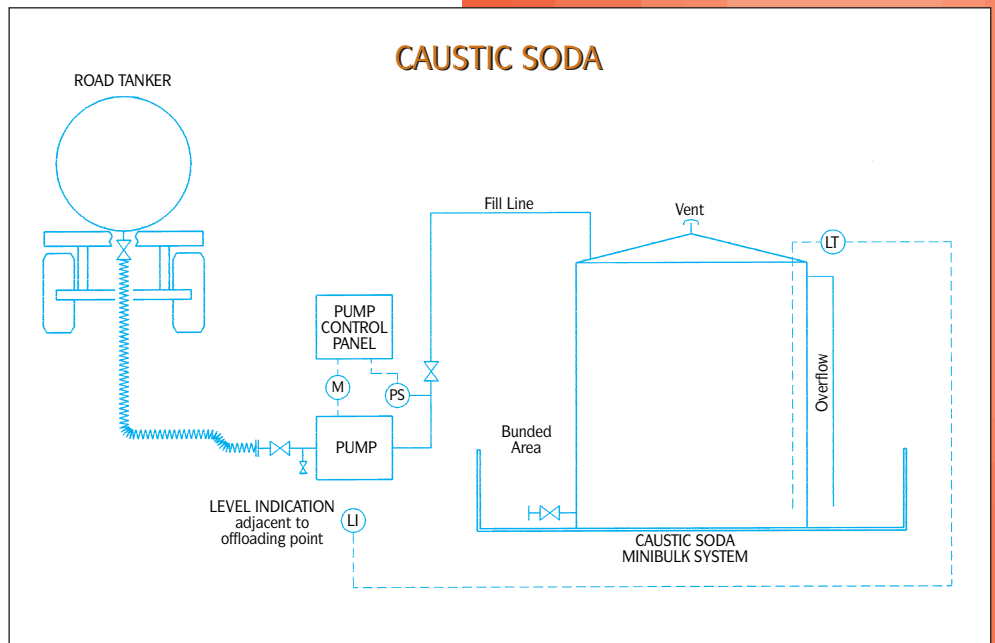 CAUSTIC SODA
ROAD TANKER
Fill Line
Vent
LT
PUMP
CONTROL
PANEL
M
PS
Overflow
Bunded
Area
PUMP
LEVEL INDICATION
adjacent to
offloading point
LI
CAUSTIC SODA
MINIBULK SYSTEM